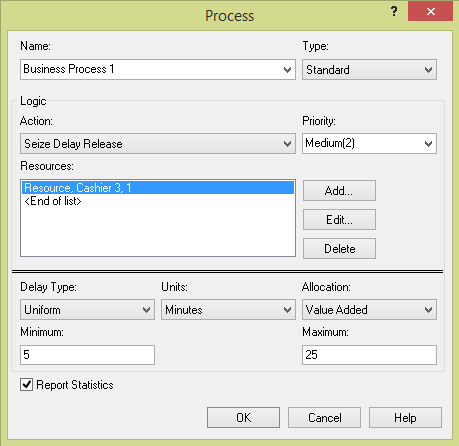 Process
?
Name:
Type:
Business Process 1
Standard
Logic
Action:
Priority:
Seize Delay Release
Medium(2)
Resources:
Resource, Cashier 3, 1
<End of list>
Add...
Edit...
Delete
Delay Type:
Units:
Allocation:
Uniform
Minutes
Value Added
Minimum:
Maximum:
5
25
Report Statistics
OK
Cancel
Help